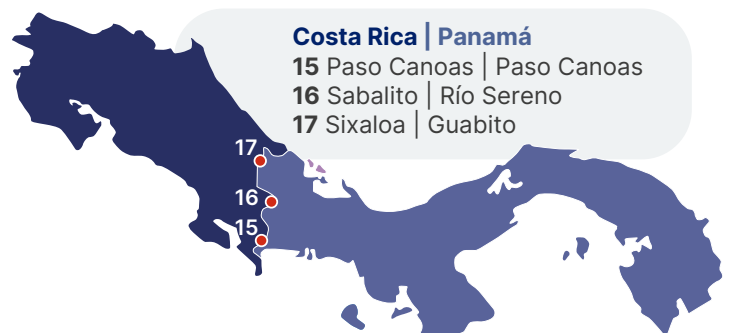 Costa Rica | Panamá
15 Paso Canoas | Paso Canoas
16 Sabalito | Río Sereno
17 Sixaloa | Guabito
17
16
15